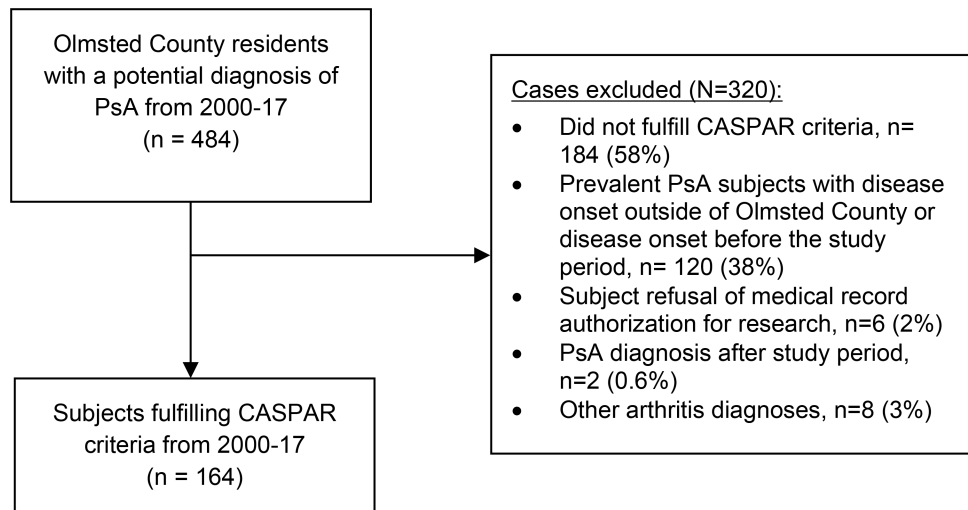 Olmsted County residents
with a potential diagnosis of
PsA from 2000-17
(n = 484)
Cases excluded (N=320):
• Did not fulfill CASPAR criteria, n=
184 (58%)
• Prevalent PsA subjects with disease
onset outside of Olmsted County or
disease onset before the study
period, n= 120 (38%)
• Subject refusal of medical record
authorization for research, n=6 (2%)
• PsA diagnosis after study period,
n=2 (0.6%)
• Other arthritis diagnoses, n=8 (3%)
Subjects fulfilling CASPAR
criteria from 2000-17
(n = 164)